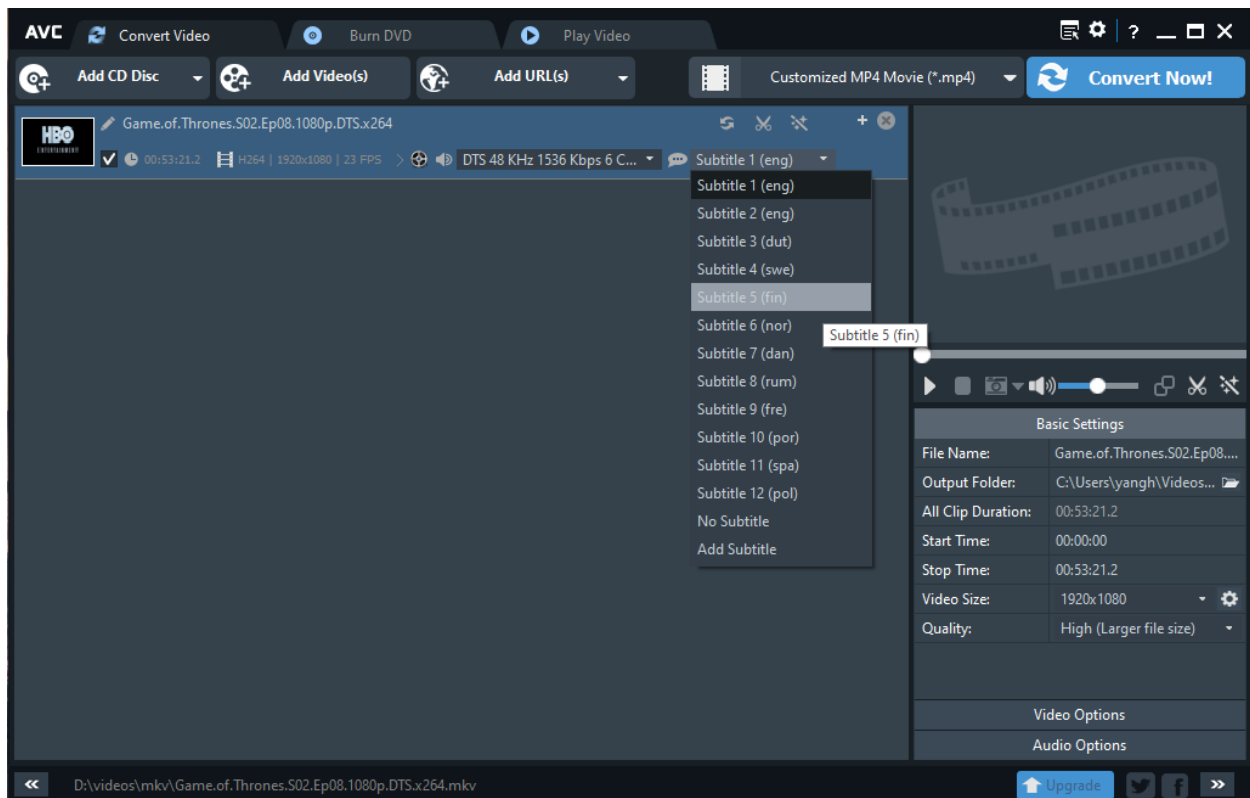 AVC Convert Video Burn DVD Play Video ?
Add CD Disc Add Video(s) Add URL(s) Customized MP4 Movie (*.mp4) Convert Now!
HBO
ENTERTAINMENT
Game.of.Thrones.S02.Ep08.1080p.DTS.x264
00:53:21.2 H264 | 1920x1080 | 23 FPS DTS 48 KHz 1536 Kbps 6 C... Subtitle 1 (eng)
Subtitle 1 (eng)
Subtitle 2 (eng)
Subtitle 3 (dut)
Subtitle 4 (swe)
Subtitle 5 (fin)
Subtitle 6 (nor)
Subtitle 5 (fin)
Subtitle 7 (dan)
Subtitle 8 (rum)
Subtitle 9 (fre)
Subtitle 10 (por)
Subtitle 11 (spa)
Subtitle 12 (pol)
No Subtitle
Add Subtitle
Basic Settings
File Name: Game.of.Thrones.S02.Ep08....
Output Folder: C:\Users\yangh\Videos...
All Clip Duration: 00:53:21.2
Start Time: 00:00:00
Stop Time: 00:53:21.2
Video Size: 1920x1080
Quality: High (Larger file size)
Video Options
Audio Options
D:\videos\mkv\Game.of.Thrones.S02.Ep08.1080p.DTS.x264.mkv Upgrade